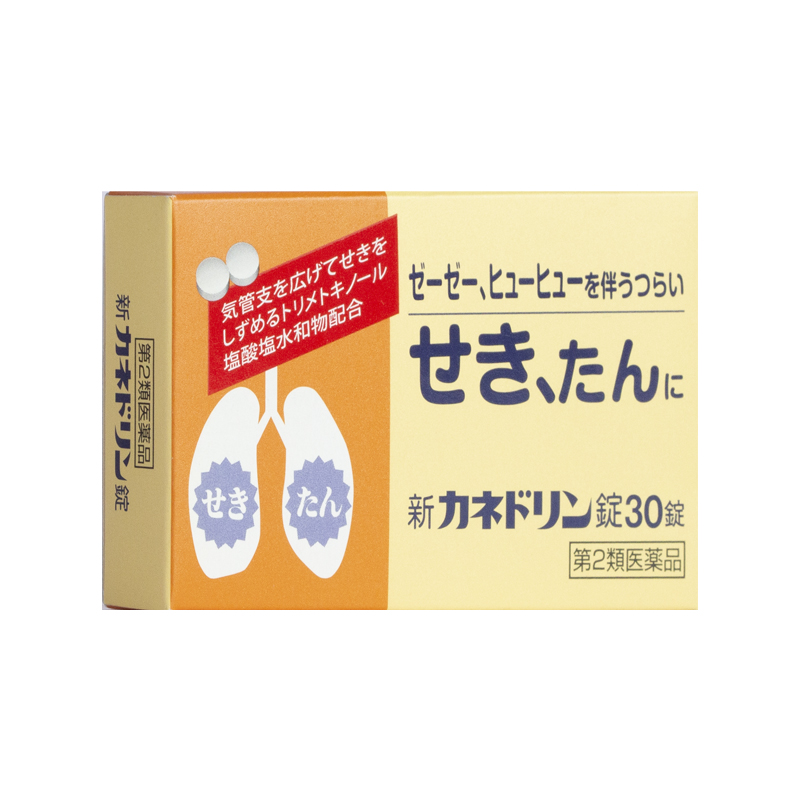 新カネドリン錠
第2類医薬品
気管支を広げてせきを
しずめるトリメトキノール
塩酸塩水和物配合
せき
たん
ゼーゼー、ヒューヒューを伴うつらい
せき、たんに
新カネドリン錠30錠
第2類医薬品